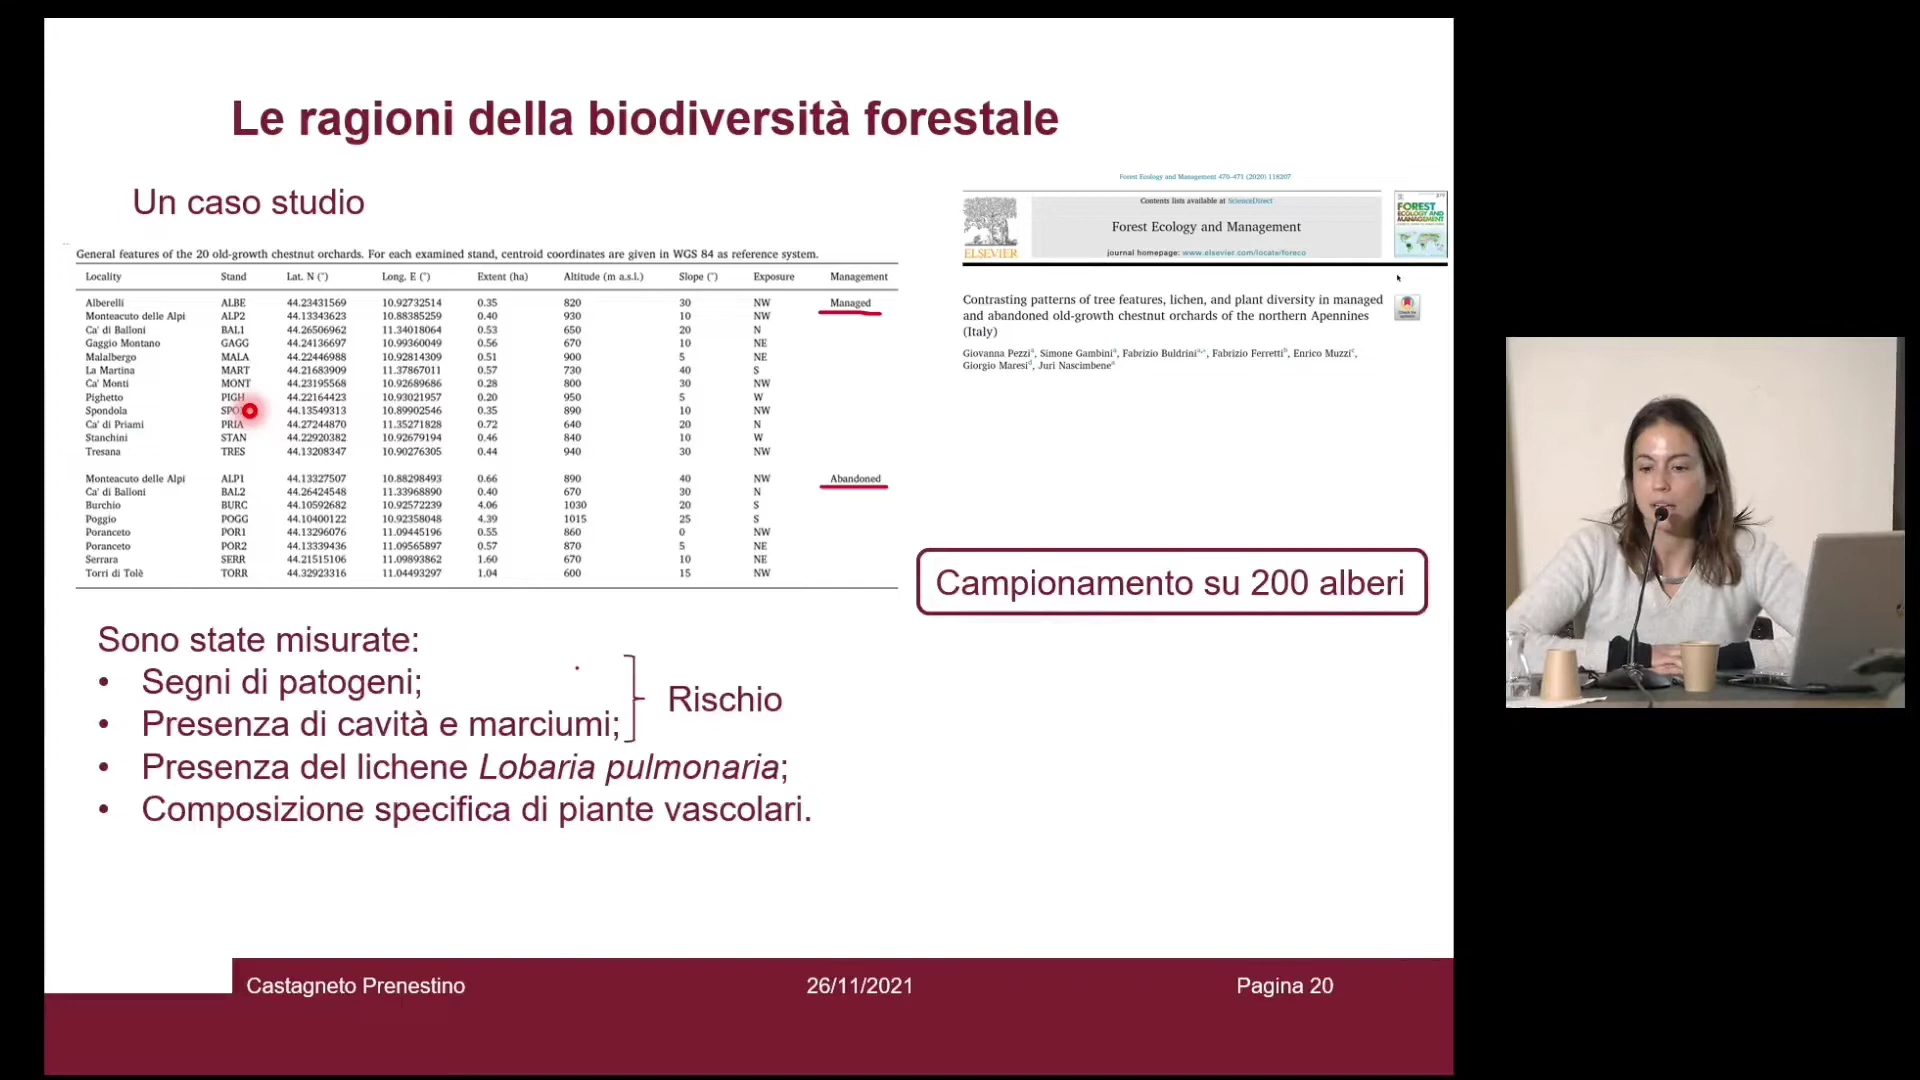 Le ragioni della biodiversità forestale
Un caso studio
General features of the 20 old-growth chestnut orchards. For each examined stand, centroid coordinates are given in WGS 84 as reference system.
Locality Stand Lat. N (°) Long. E (°) Extent (ha) Altitude (m a.s.l.) Slope (°) Exposure Management
Alberelli ALBE 44.23431569 10.92732514 0.35 820 30 NW Managed
Monteacuto delle Alpi ALP2 44.13343623 10.88385259 0.40 930 10 NW
Ca' di Balloni BAL1 44.26506962 11.34018064 0.53 650 20 N
Gaggio Montano GAGG 44.24136697 10.99360049 0.56 670 10 NE
Malalbergo MALA 44.22446988 10.92814309 0.51 900 5 NE
La Martina MART 44.21683909 11.37867011 0.57 730 40 S
Ca' Monti MONT 44.23195568 10.92689686 0.28 800 30 NW
Pighetto PIGH 44.22164423 10.93021957 0.20 950 5 W
Spondola 44.13549313 10.89902546 0.35 890 10 NW
Ca' di Priami PRIA 44.27244870 11.35271828 0.72 640 20 N
Stanchini STAN 44.22920382 10.92679194 0.46 840 10 W
Tresana TRES 44.13208347 10.90276305 0.44 940 30 NW
Monteacuto delle Alpi ALP1 44.13327507 10.88298493 0.66 890 40 NW Abandoned
Ca' di Balloni BAL2 44.26424548 11.33968890 0.40 670 30 N
Burchio BURC 44.10592682 10.92572239 4.06 1030 20 S
Poggio POGG 44.10400122 10.92358048 4.39 1015 25 S
Poranceto POR1 44.13296076 11.09445196 0.55 860 0 NW
Poranceto POR2 44.13339436 11.09565897 0.57 870 5 NE
Serrara SERR 44.21515106 11.09893862 1.60 670 10 NE
Torri di Tolè TORR 44.32923316 11.04493297 1.04 600 15 NW
Forest Ecology and Management 470–471 (2020) 118207
Contents lists available at ScienceDirect
Forest Ecology and Management
journal homepage: www.elsevier.com/locate/foreco
ELSEVIER
FOREST
ECOLOGY AND
MANAGEMENT
Contrasting patterns of tree features, lichen, and plant diversity in managed
and abandoned old-growth chestnut orchards of the northern Apennines
(Italy)
Check for
updates
Giovanna Pezziᵃ, Simone Gambiniᵃ, Fabrizio Buldriniᵃ,*, Fabrizio Ferrettiᵇ, Enrico Muzziᶜ,
Giorgio Maresiᵈ, Juri Nascimbeneᵃ
Campionamento su 200 alberi
Sono state misurate:
• Segni di patogeni;
• Presenza di cavità e marciumi;
Rischio
• Presenza del lichene Lobaria pulmonaria;
• Composizione specifica di piante vascolari.
Castagneto Prenestino 26/11/2021 Pagina 20